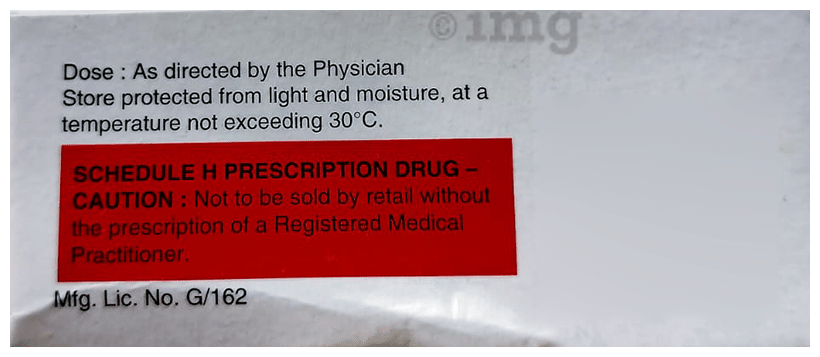 ©img
Dose : As directed by the Physician
Store protected from light and moisture, at a
temperature not exceeding 30°C.
SCHEDULE H PRESCRIPTION DRUG –
CAUTION : Not to be sold by retail without
the prescription of a Registered Medical
Practitioner.
Mfg. Lic. No. G/162